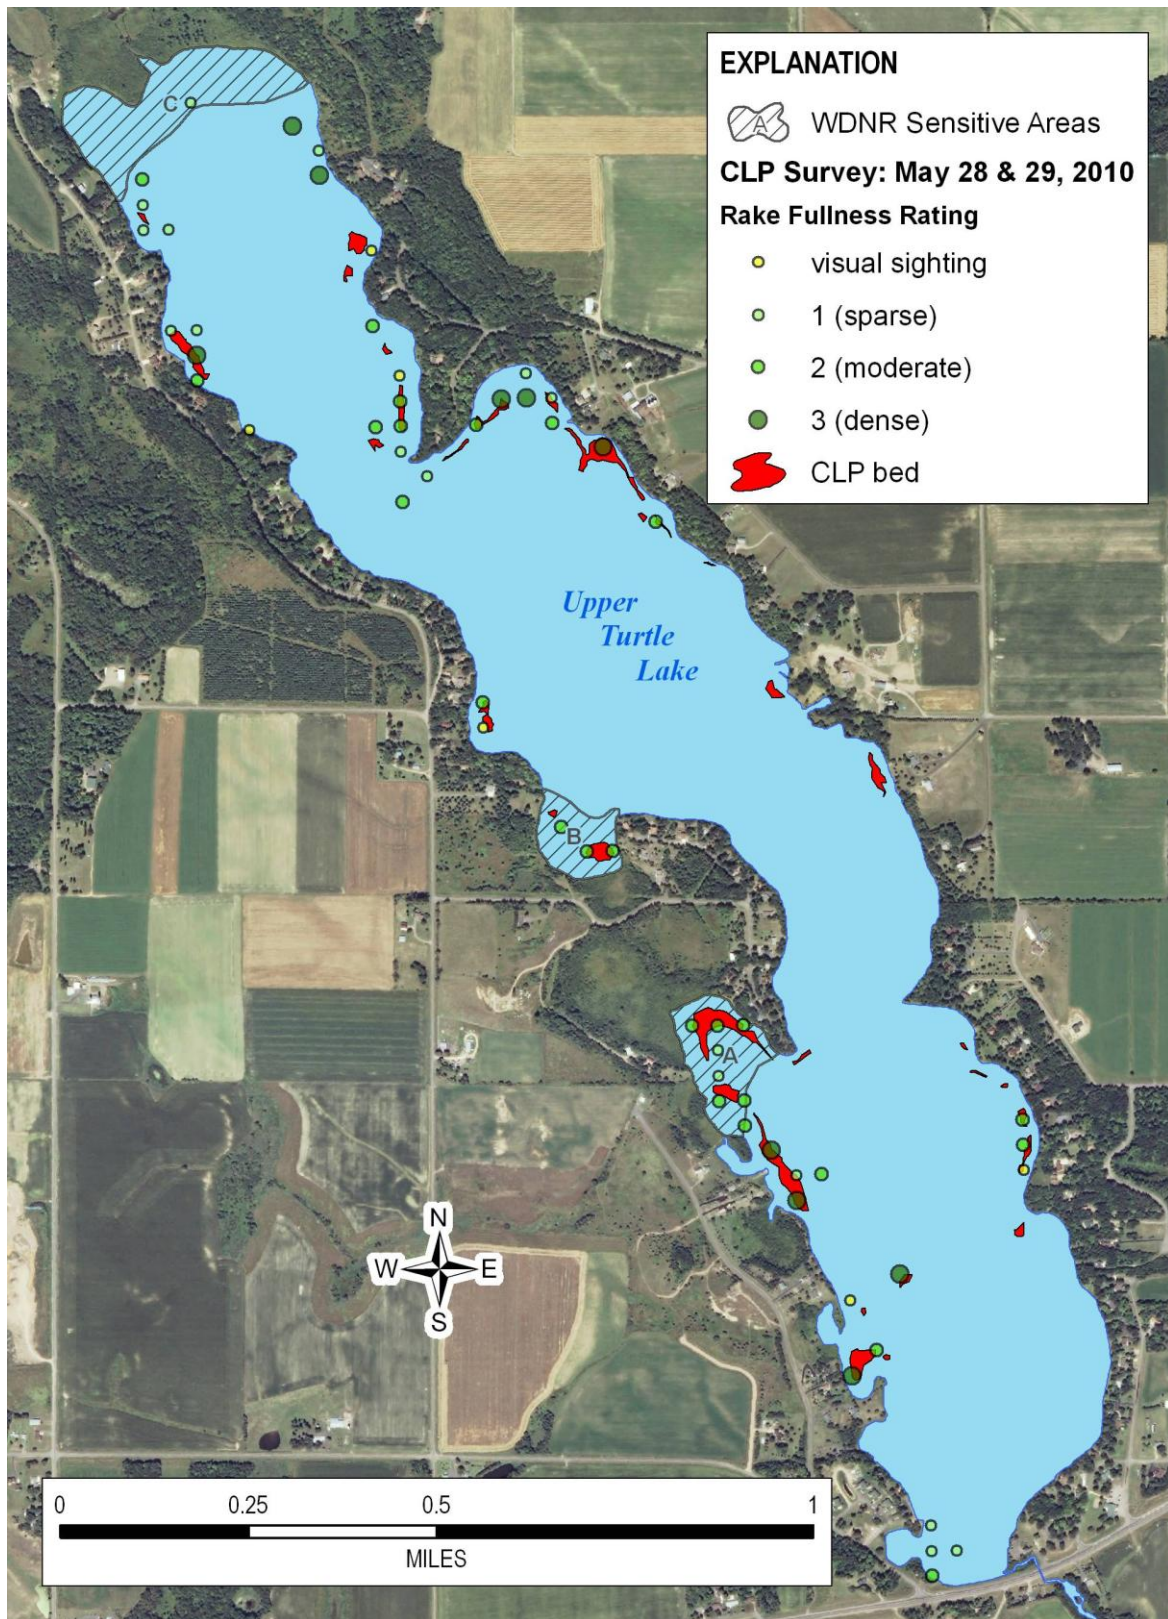 EXPLANATION
A WDNR Sensitive Areas
CLP Survey: May 28 & 29, 2010
Rake Fullness Rating
visual sighting
1 (sparse)
2 (moderate)
3 (dense)
CLP bed
C
Upper
Turtle
Lake
B
A
N
W E
S
0 0.25 0.5 1
MILES